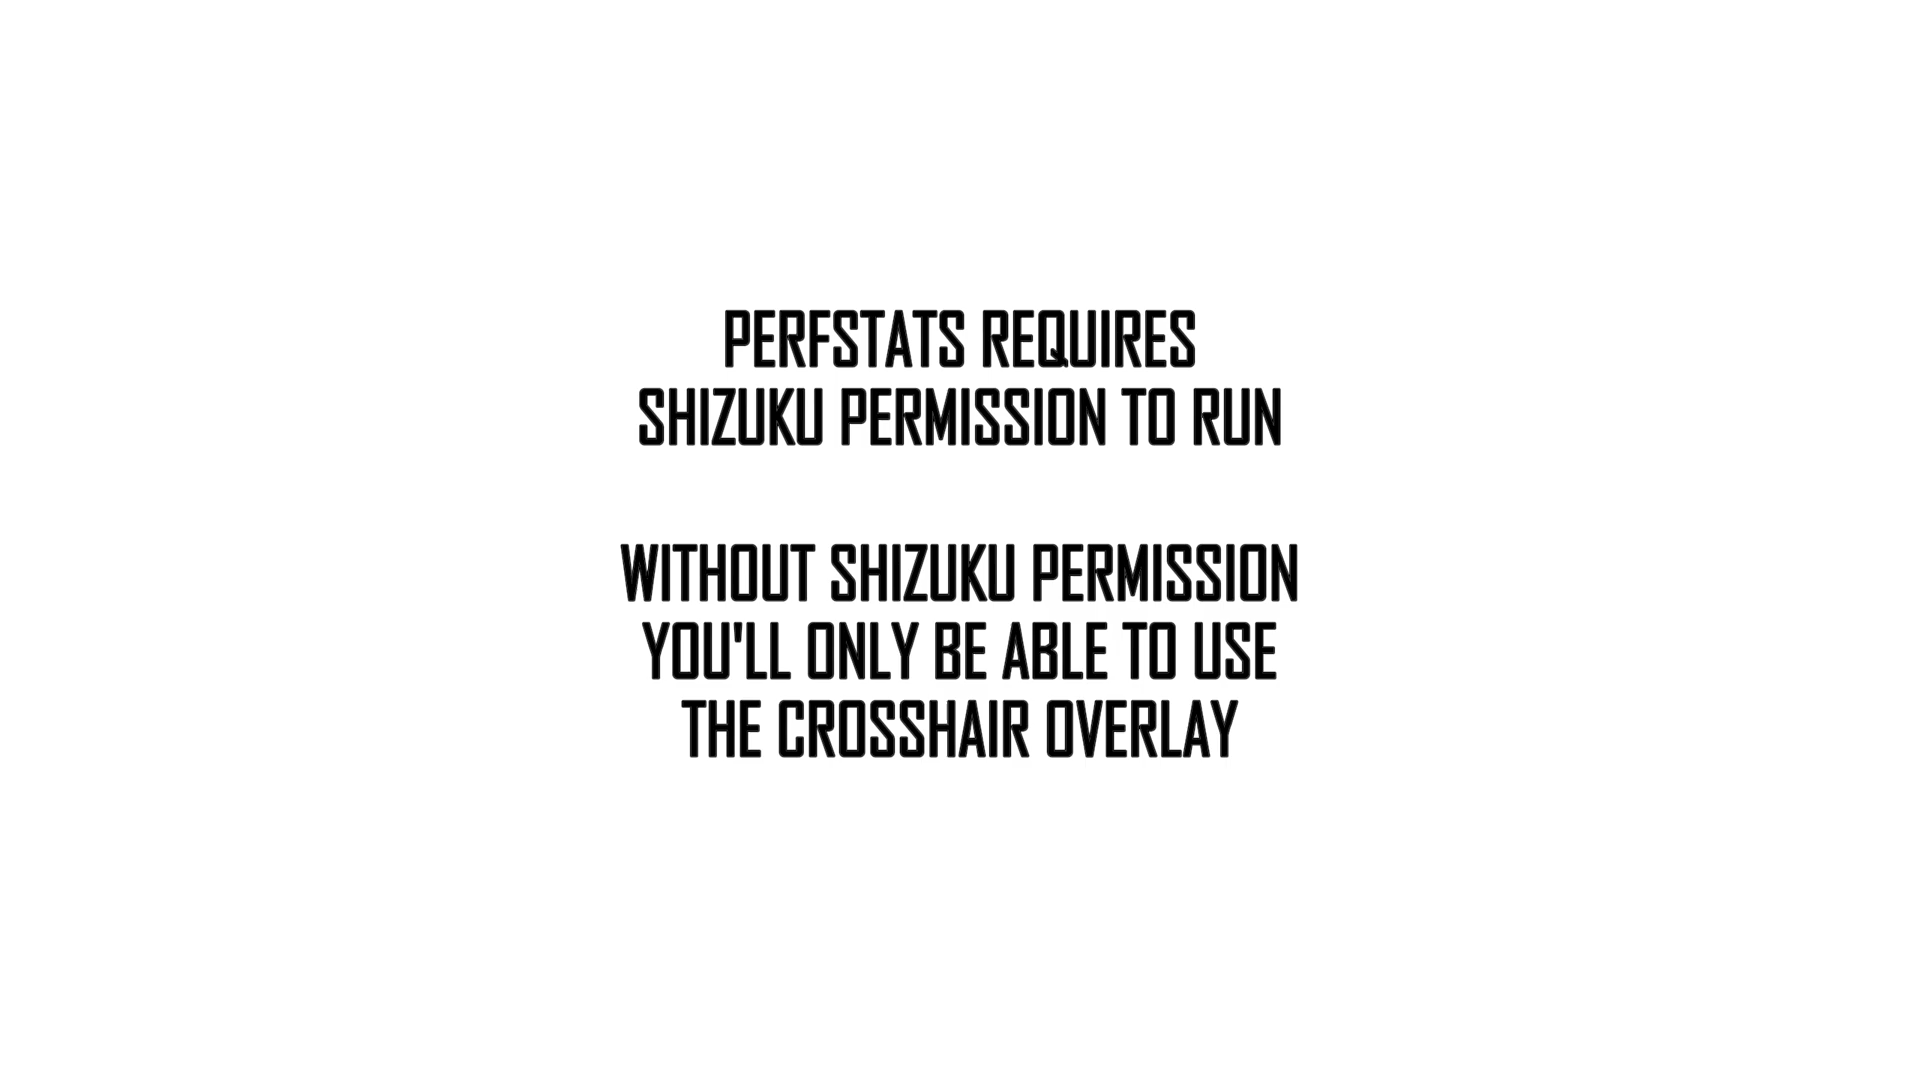 PERFSTATS REQUIRES
SHIZUKU PERMISSION TO RUN
WITHOUT SHIZUKU PERMISSION
YOU'LL ONLY BE ABLE TO USE
THE CROSSHAIR OVERLAY